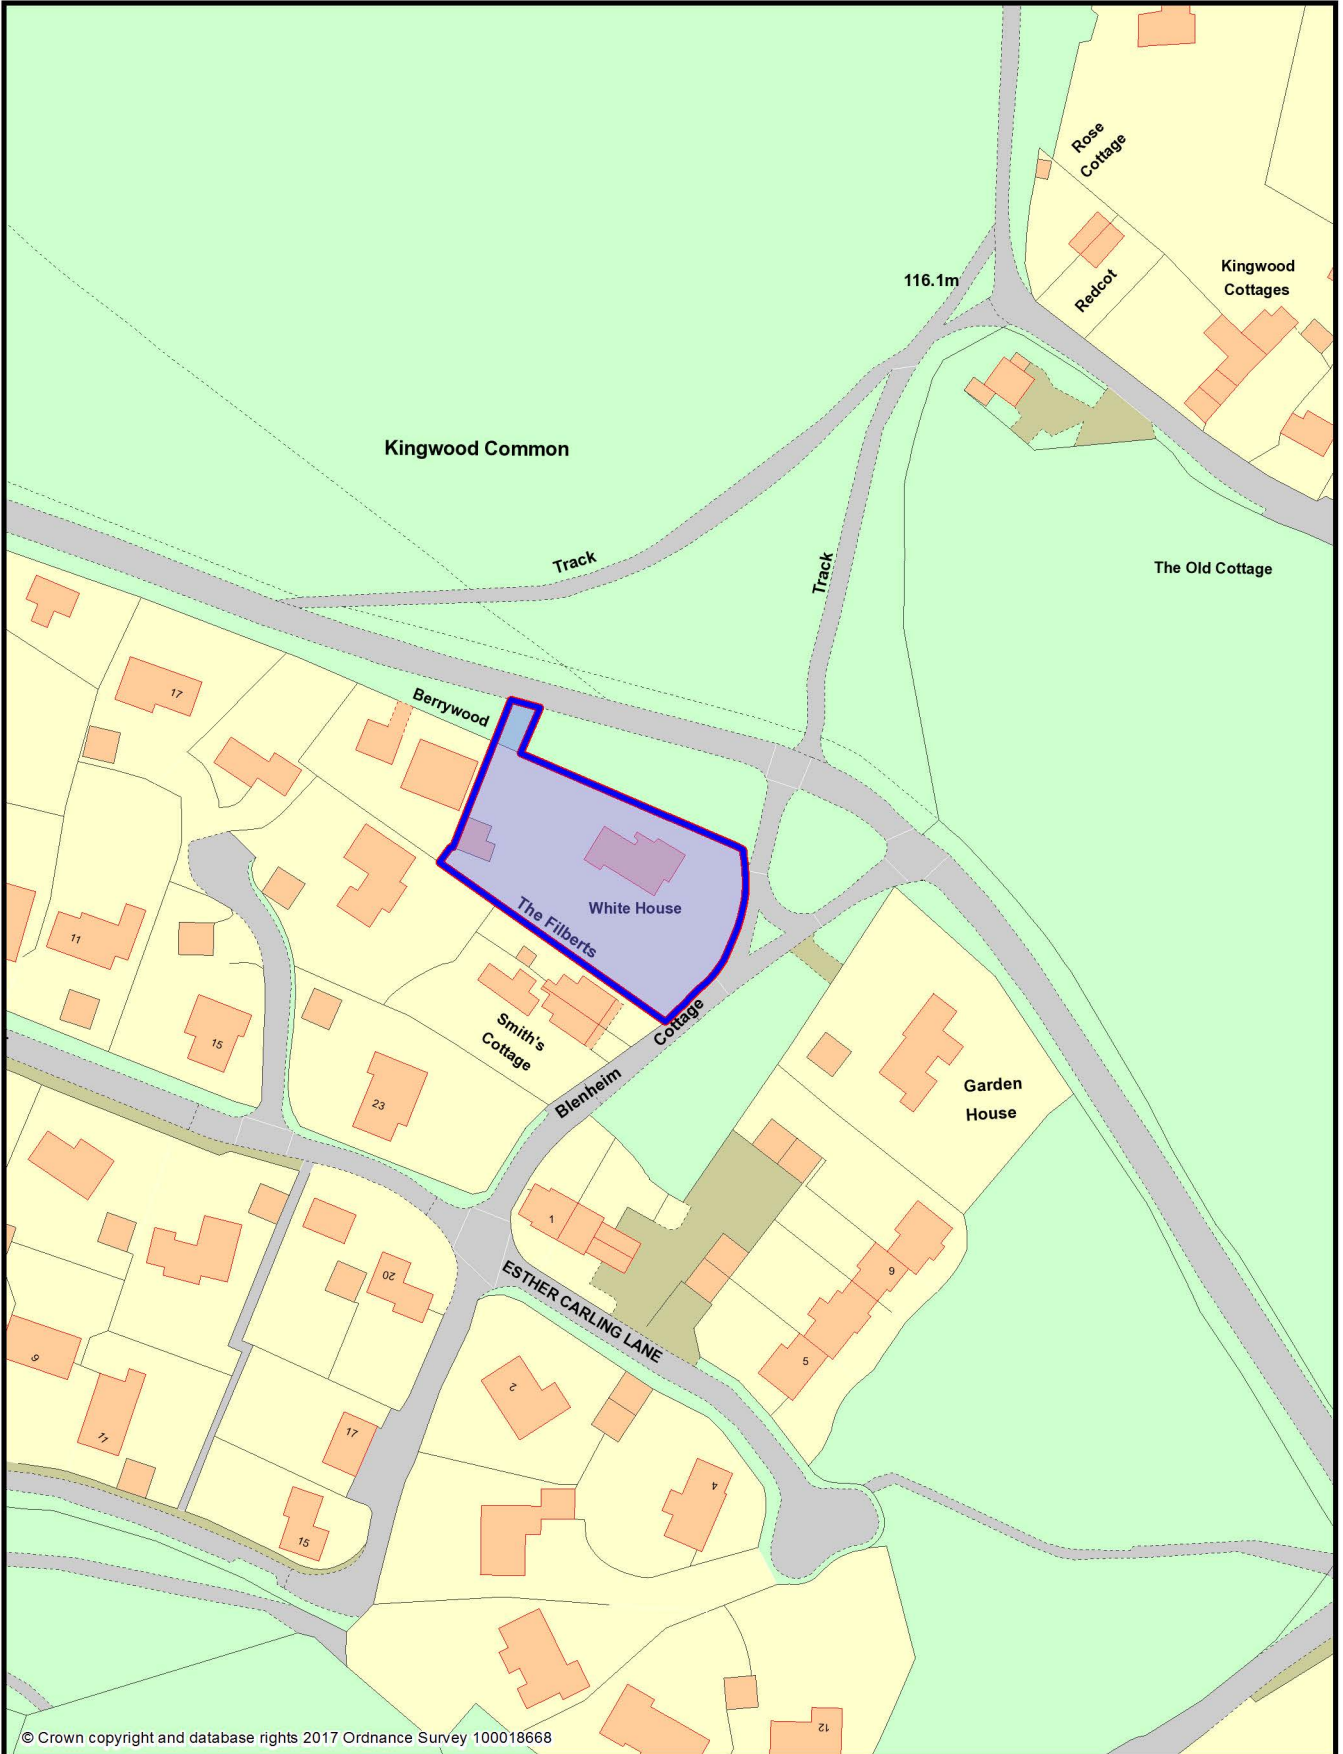 Rose
Cottage
Kingwood
Cottages
Redcot
116.1m
Kingwood Common
Track
Track
The Old Cottage
17
Berrywood
White House
The Filberts
11
Smith's
Cottage
Blenheim
Cottage
15
23
Garden
House
1
20
9
ESTHER CARLING LANE
5
9
2
11
17
4
15
12
© Crown copyright and database rights 2017 Ordnance Survey 100018668